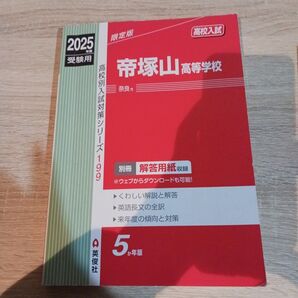 2025年度
受験用
限定版
高校入試
帝塚山高等学校
奈良県
高校別入試対策シリーズ199
別冊 解答用紙 収録
※ウェブからダウンロードも可能!
くわしい解説と解答
英語長文の全訳
来年度の傾向と対策
5か年版
英俊社